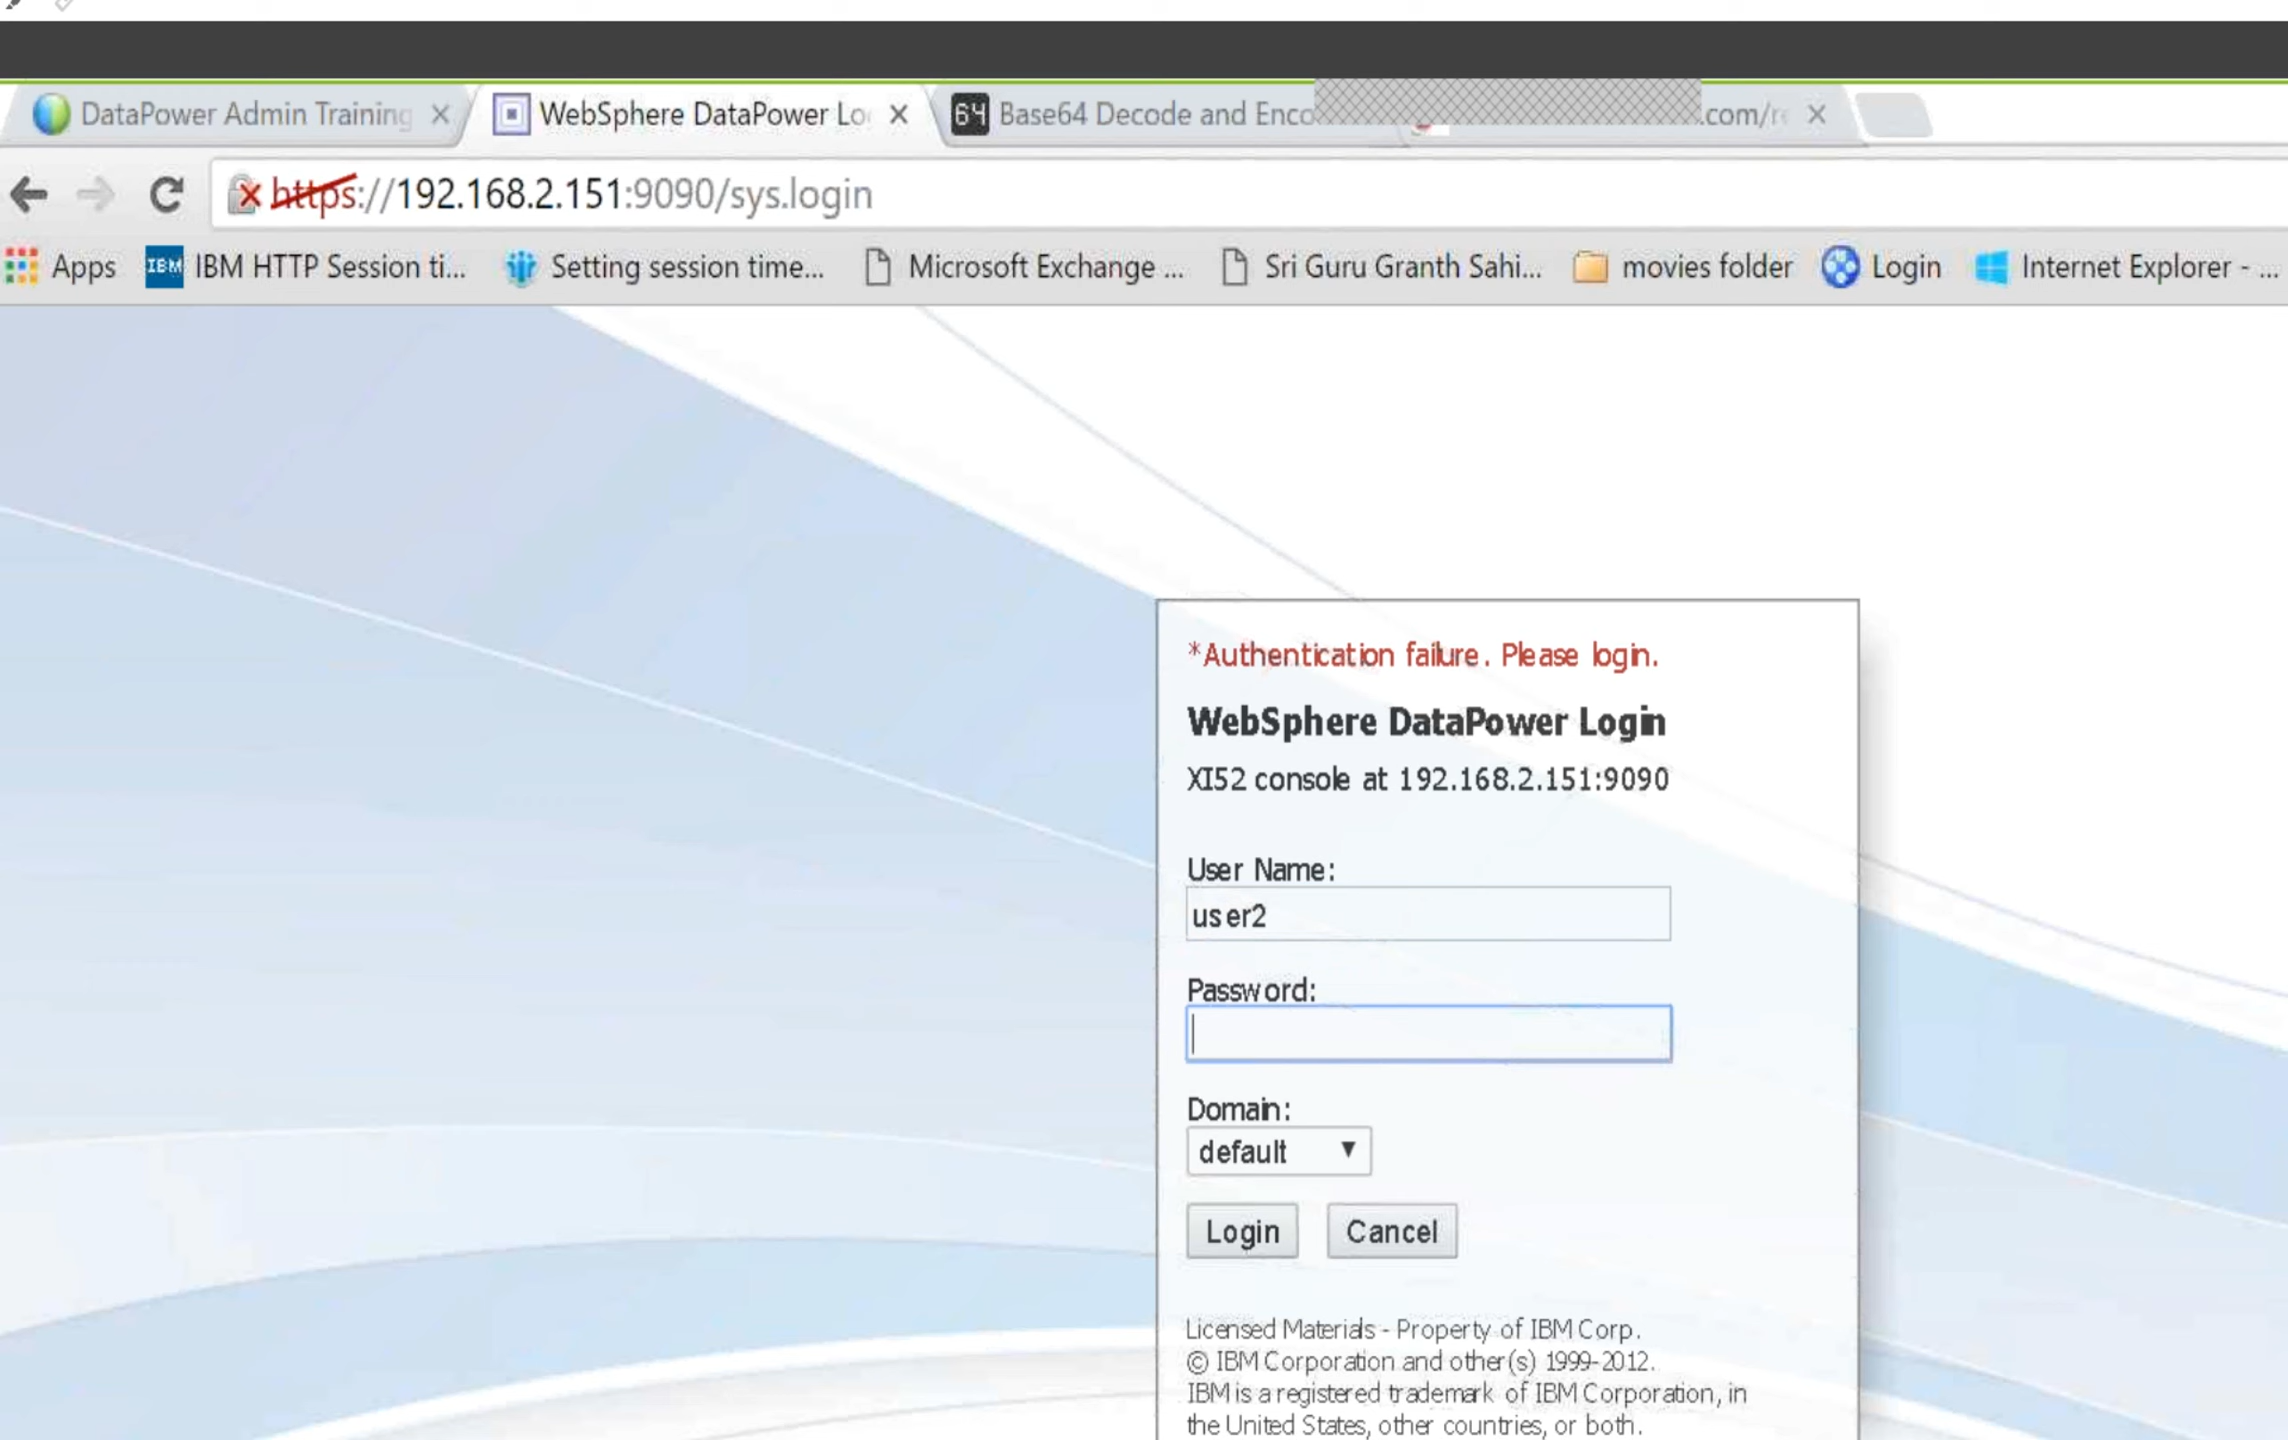 DataPower Admin Training
WebSphere DataPower Lo
64 Base64 Decode and Enco
.com/r
https://192.168.2.151:9090/sys.login
Apps
IBM IBM HTTP Session ti...
Setting session time...
Microsoft Exchange ...
Sri Guru Granth Sahi...
movies folder
Login
Internet Explorer - ...
*Authentication failure. Please login.
WebSphere DataPower Login
XI52 console at 192.168.2.151:9090
User Name:
user2
Password:
Domain:
default
Login
Cancel
Licensed Materials - Property of IBM Corp.
© IBM Corporation and other(s) 1999-2012.
IBM is a registered trademark of IBM Corporation, in
the United States, other countries, or both.